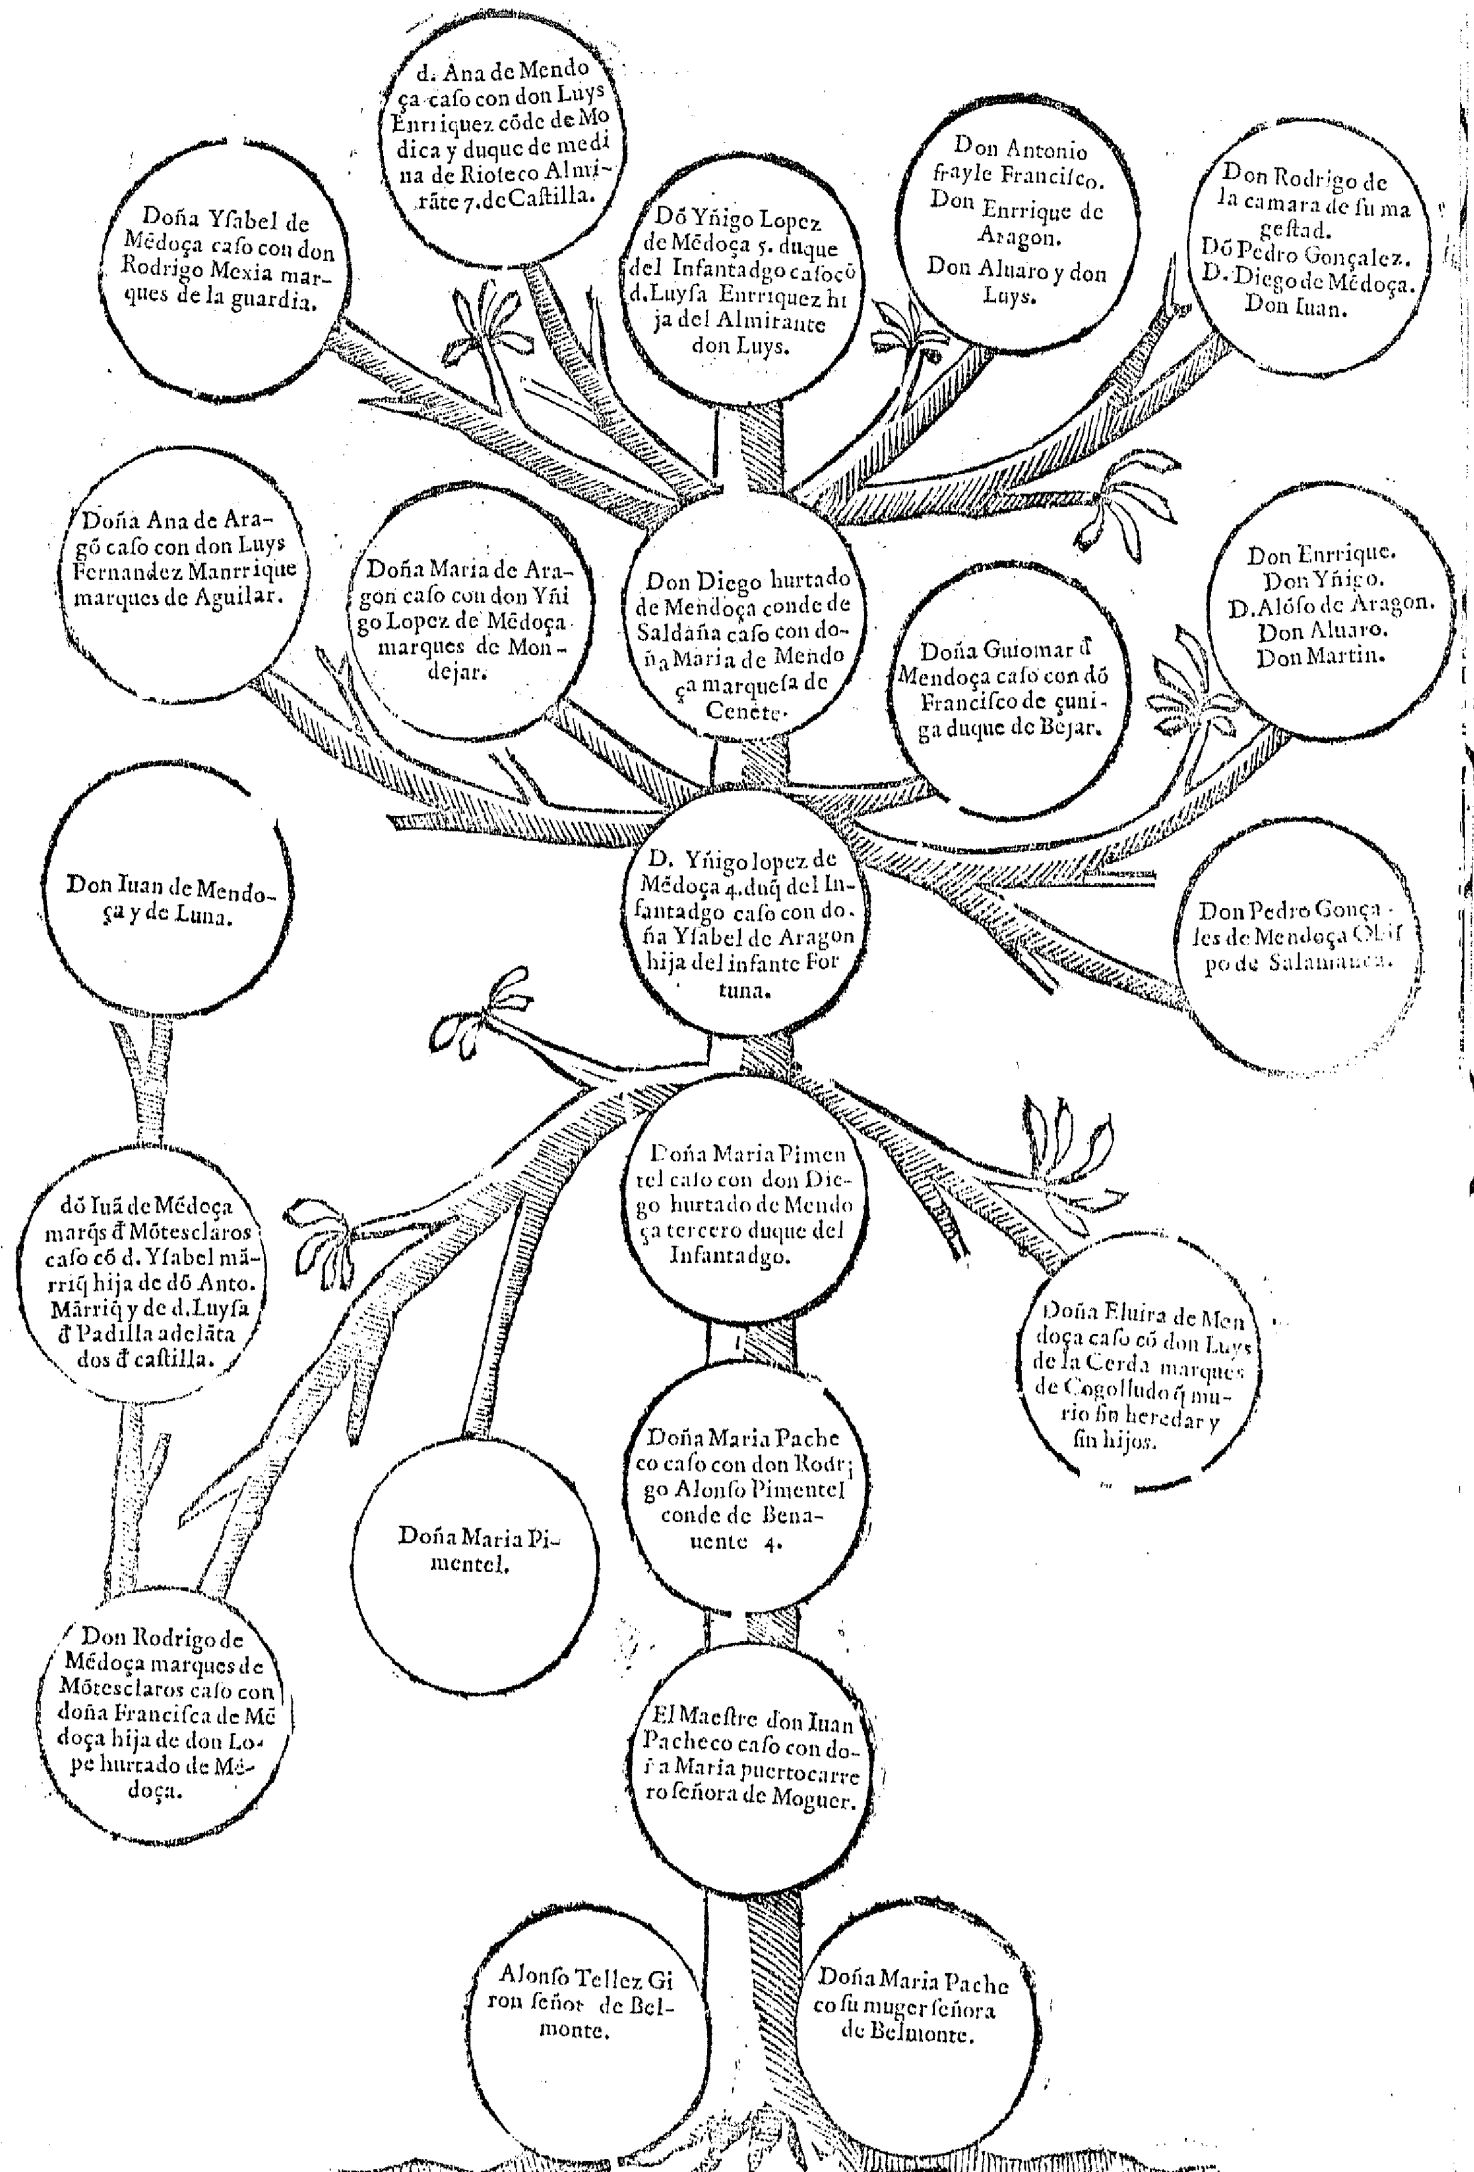 d. Ana de Mendo
ça caſo con don Luys
Enrriquez cõde de Mo
dica y duque de medi
na de Rioſeco Almi-
rãte 7. de Caſtilla.
Doña Yſabel de
Mẽdoça caſo con don
Rodrigo Mexia mar-
ques de la guardia.
Dõ Yñigo Lopez
de Mẽdoça 5. duque
del Infantadgo caſo cõ
d. Luyſa Enrriquez hi
ja del Almirante
don Luys.
Don Antonio
frayle Franciſco.
Don Enrrique de
Aragon.
Don Aluaro y don
Luys.
Don Rodrigo de
la camara de ſu ma
geſtad.
Dõ Pedro Gonçalez.
D. Diego de Mẽdoça.
Don Iuan.
Doña Ana de Ara-
gõ caſo con don Luys
Fernandez Manrrique
marques de Aguilar.
Doña Maria de Ara-
gon caſo con don Yñi
go Lopez de Mẽdoça
marques de Mon-
dejar.
Don Diego hurtado
de Mendoça conde de
Saldaña caſo con do-
ña Maria de Mendo
ça marqueſa de
Cenete.
Doña Guiomar đ
Mendoça caſo con dõ
Franciſco de çuni-
ga duque de Bejar.
Don Enrrique.
Don Yñigo.
D. Alõſo de Aragon.
Don Aluaro.
Don Martin.
Don Iuan de Mendo-
ça y de Luna.
D. Yñigo lopez de
Mẽdoça 4. duq̃ del In-
fantadgo caſo con do-
ña Yſabel de Aragon
hija del infante For
tuna.
Don Pedro Gonça-
les de Mendoça Obiſ
po de Salamanca.
dõ Iuã de Mẽdoça
marq̃s đ Mõtesclaros
caſo cõ d. Yſabel mã-
rriq̃ hija de dõ Anto.
Mãrriq̃ y de d. Luyſa
đ Padilla adelãta
dos đ caſtilla.
Doña Maria Pimen
tel caſo con don Die-
go hurtado de Mendo
ça tercero duque del
Infantadgo.
Doña Eluira de Men
doça caſo cõ don Luys
de la Cerda marques
de Cogolludo q̃ mu-
rio ſin heredar y
ſin hijos.
Doña Maria Pache
co caſo con don Rodri
go Alonſo Pimentel
conde de Bena-
uente 4.
Doña Maria Pi-
mentel.
Don Rodrigo de
Mẽdoça marques de
Mõtesclaros caſo con
doña Franciſca de Mẽ
doça hija de don Lo-
pe hurtado de Mẽ-
doça.
El Maeſtre don Iuan
Pacheco caſo con do-
ña Maria puertocarre
ro ſeñora de Moguer.
Alonſo Tellez Gi
ron ſeñor de Bel-
monte.
Doña Maria Pache
co ſu muger ſeñora
de Belmonte.